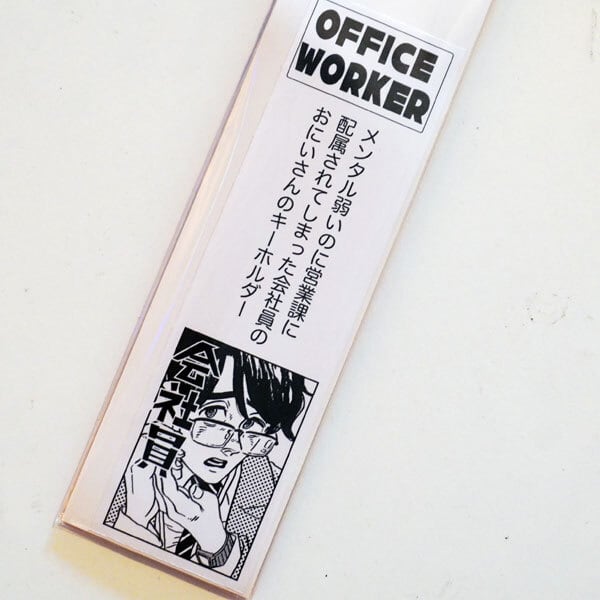 OFFICE
WORKER
メンタル弱いのに営業課に
配属されてしまった会社員の
おにいさんのキーホルダー
会社員